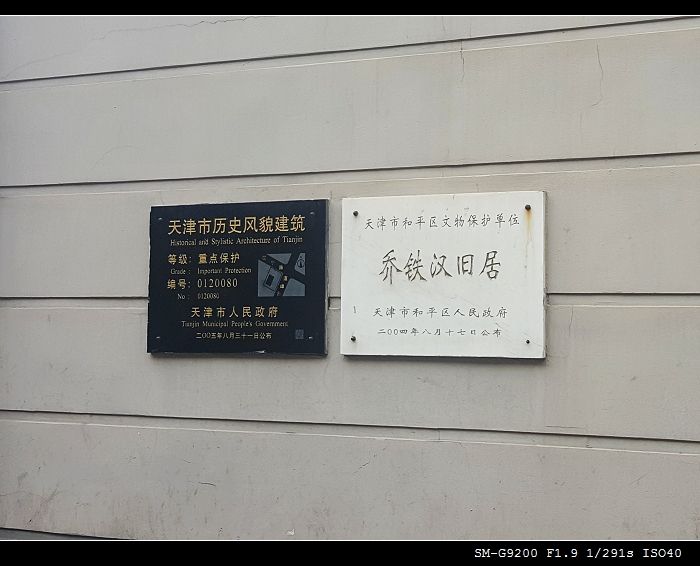 天津市历史风貌建筑
Historical and Stylistic Architecture of Tianjin
等级：重点保护
Grade： Important Protection
编号：0120080
No： 0120080
天津市人民政府
Tianjin Municipal People's Government
二〇〇五年八月三十一日公布
天津市和平区文物保护单位
乔铁汉旧居
天津市和平区人民政府
二〇〇四年八月十七日公布
SM-G9200 F1.9 1/291s ISO40